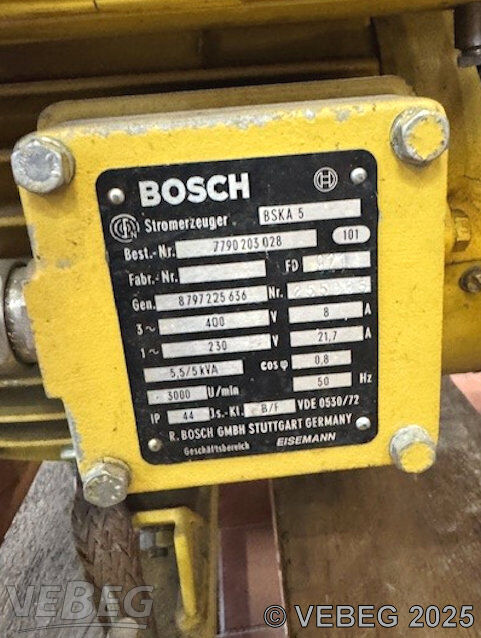 BOSCH
Stromerzeuger BSKA 5
Best.-Nr. 7790 203 028 101
Fabr.-Nr. FD
Gen. 8797 225 636 Nr.
3~ 400 V 8 A
1~ 230 V 21,7 A
5,5/5 kVA cos φ 0,8
3000 U/min 50 Hz
IP 44 Js.-Kl. B/F VDE 0530/72
R. BOSCH GMBH STUTTGART GERMANY
Geschäftsbereich EISEMANN
VEBEG
© VEBEG 2025